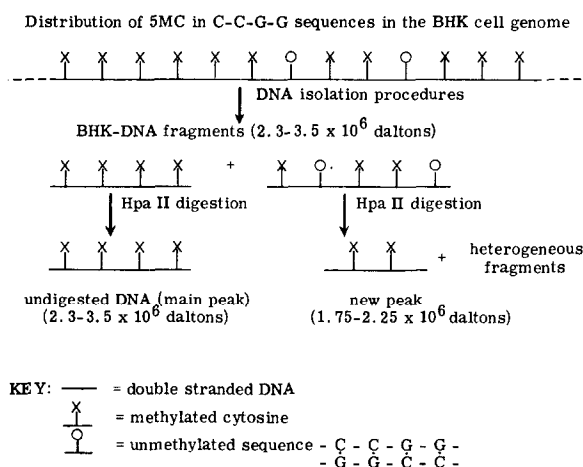 Distribution of 5MC in C-C-G-G sequences in the BHK cell genome
X X X X X X O X X O X X X
DNA isolation procedures
BHK-DNA fragments (2.3-3.5 x 10^6 daltons)
X X X X + X O X X O
Hpa II digestion Hpa II digestion
X X X X X X + heterogeneous fragments
undigested DNA (main peak) new peak
(2.3-3.5 x 10^6 daltons) (1.75-2.25 x 10^6 daltons)
KEY: = double stranded DNA
X = methylated cytosine
O = unmethylated sequence - C - C - G - G -
- G - G - C - C -